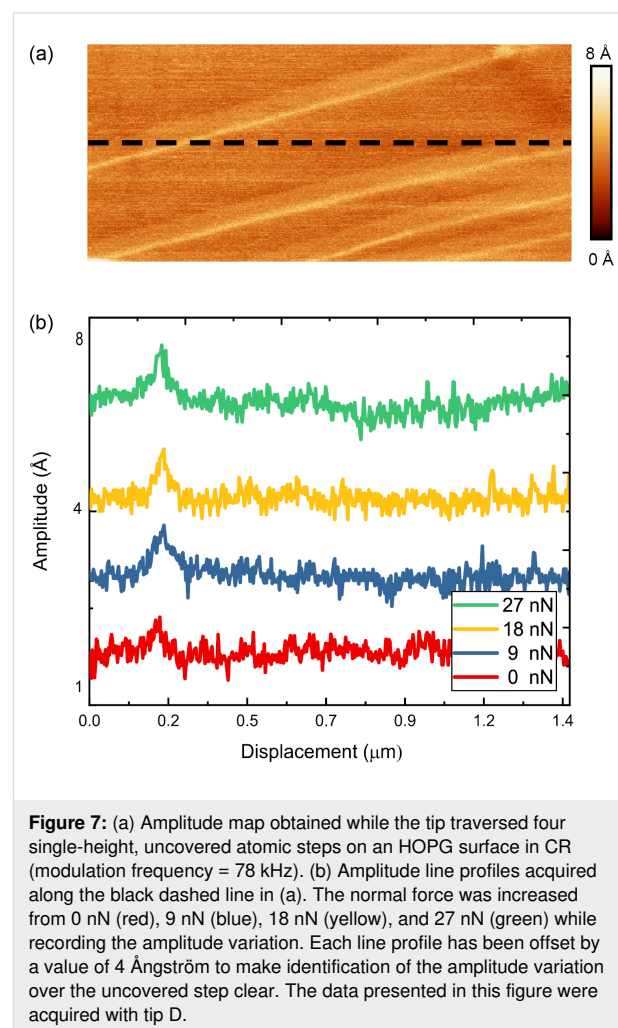 (a)
8 Å
0 Å
(b)
8
4
1
Amplitude (Å)
27 nN
18 nN
9 nN
0 nN
0.0 0.2 0.5 0.7 0.9 1.2 1.4
Displacement (μm)
Figure 7: (a) Amplitude map obtained while the tip traversed four
single-height, uncovered atomic steps on an HOPG surface in CR
(modulation frequency = 78 kHz). (b) Amplitude line profiles acquired
along the black dashed line in (a). The normal force was increased
from 0 nN (red), 9 nN (blue), 18 nN (yellow), and 27 nN (green) while
recording the amplitude variation. Each line profile has been offset by
a value of 4 Ångström to make identification of the amplitude variation
over the uncovered step clear. The data presented in this figure were
acquired with tip D.